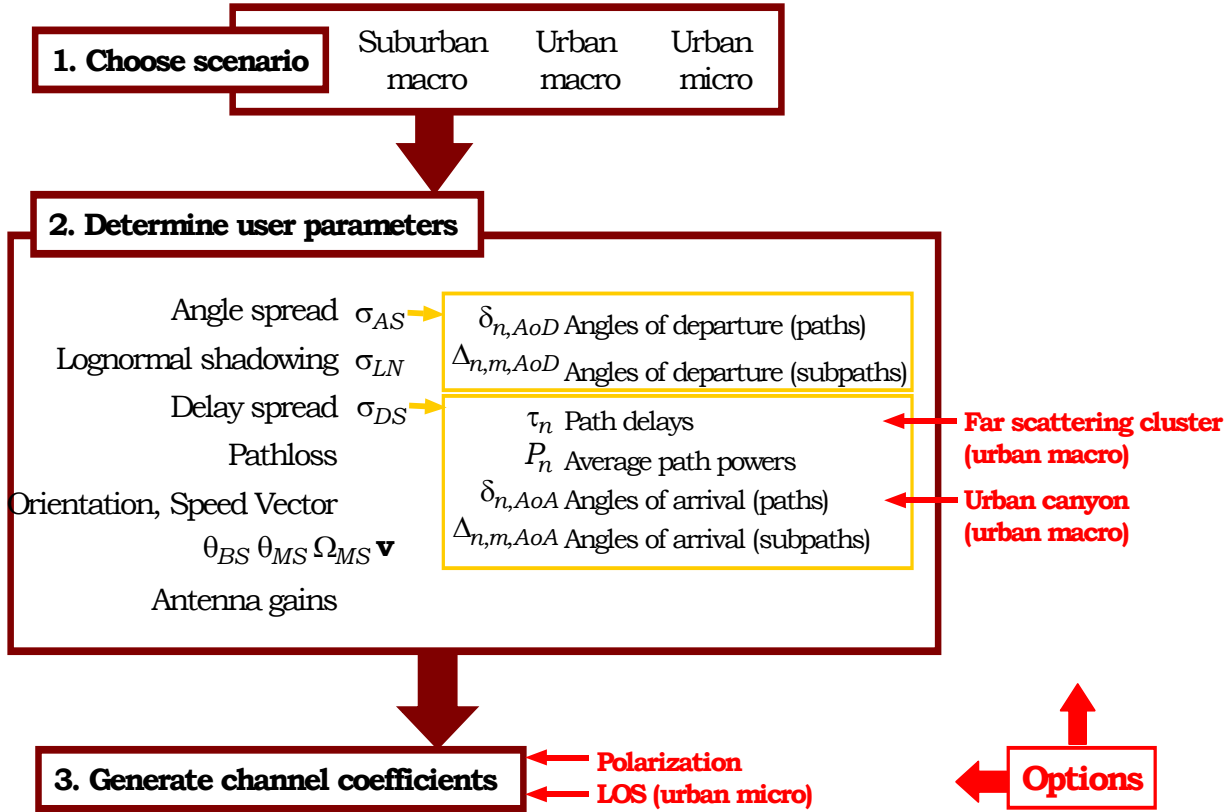 1. Choose scenario
Suburban macro
Urban macro
Urban micro
2. Determine user parameters
Angle spread σAS
Lognormal shadowing σLN
Delay spread σDS
Pathloss
Orientation, Speed Vector
θBS θMS ΩMS v
Antenna gains
δn,AoD Angles of departure (paths)
Δn,m,AoD Angles of departure (subpaths)
τn Path delays
Pn Average path powers
δn,AoA Angles of arrival (paths)
Δn,m,AoA Angles of arrival (subpaths)
Far scattering cluster
(urban macro)
Urban canyon
(urban macro)
3. Generate channel coefficients
Polarization
LOS (urban micro)
Options